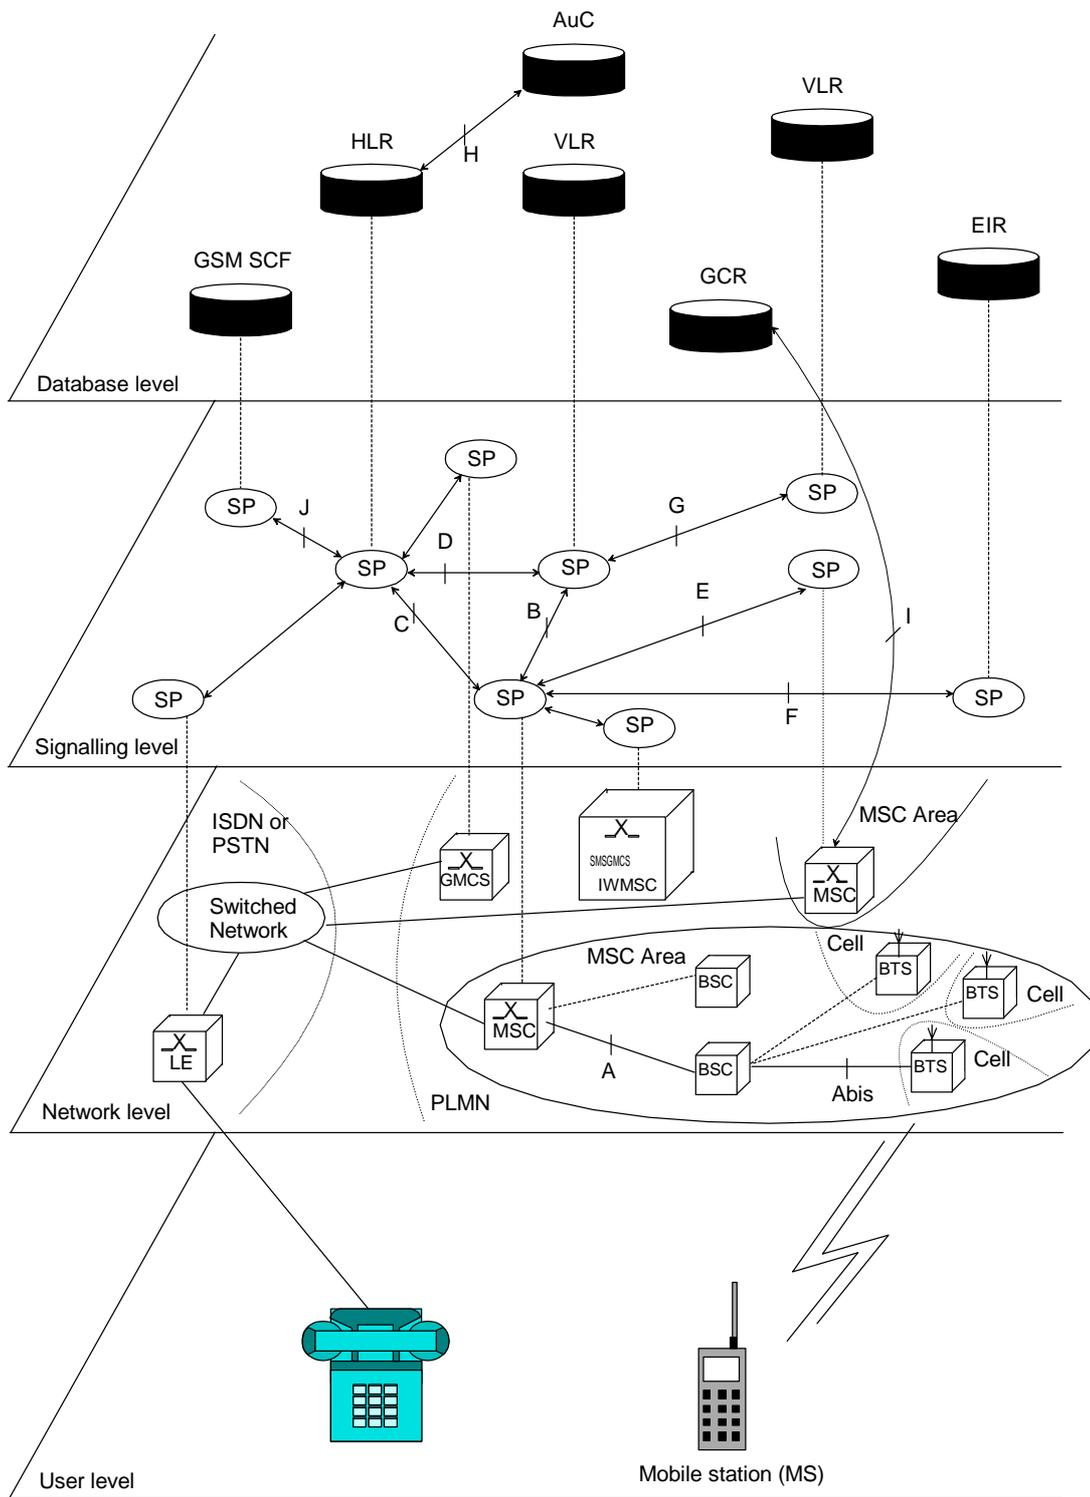 AuC
VLR
HLR
VLR
H
EIR
GSM SCF
GCR
Database level
SP
SP
J
G
SP
D
SP
SP
SP
E
B
C
I
SP
SP
SP
F
SP
Signalling level
ISDN or
PSTN
MSC Area
X
SMSGMCS
IWMSC
X
GMCS
X
MSC
Switched
Network
Cell
MSC Area
BTS
BSC
BTS
Cell
X
MSC
X
LE
A
BSC
BTS
Cell
Abis
PLMN
Network level
Mobile station (MS)
User level